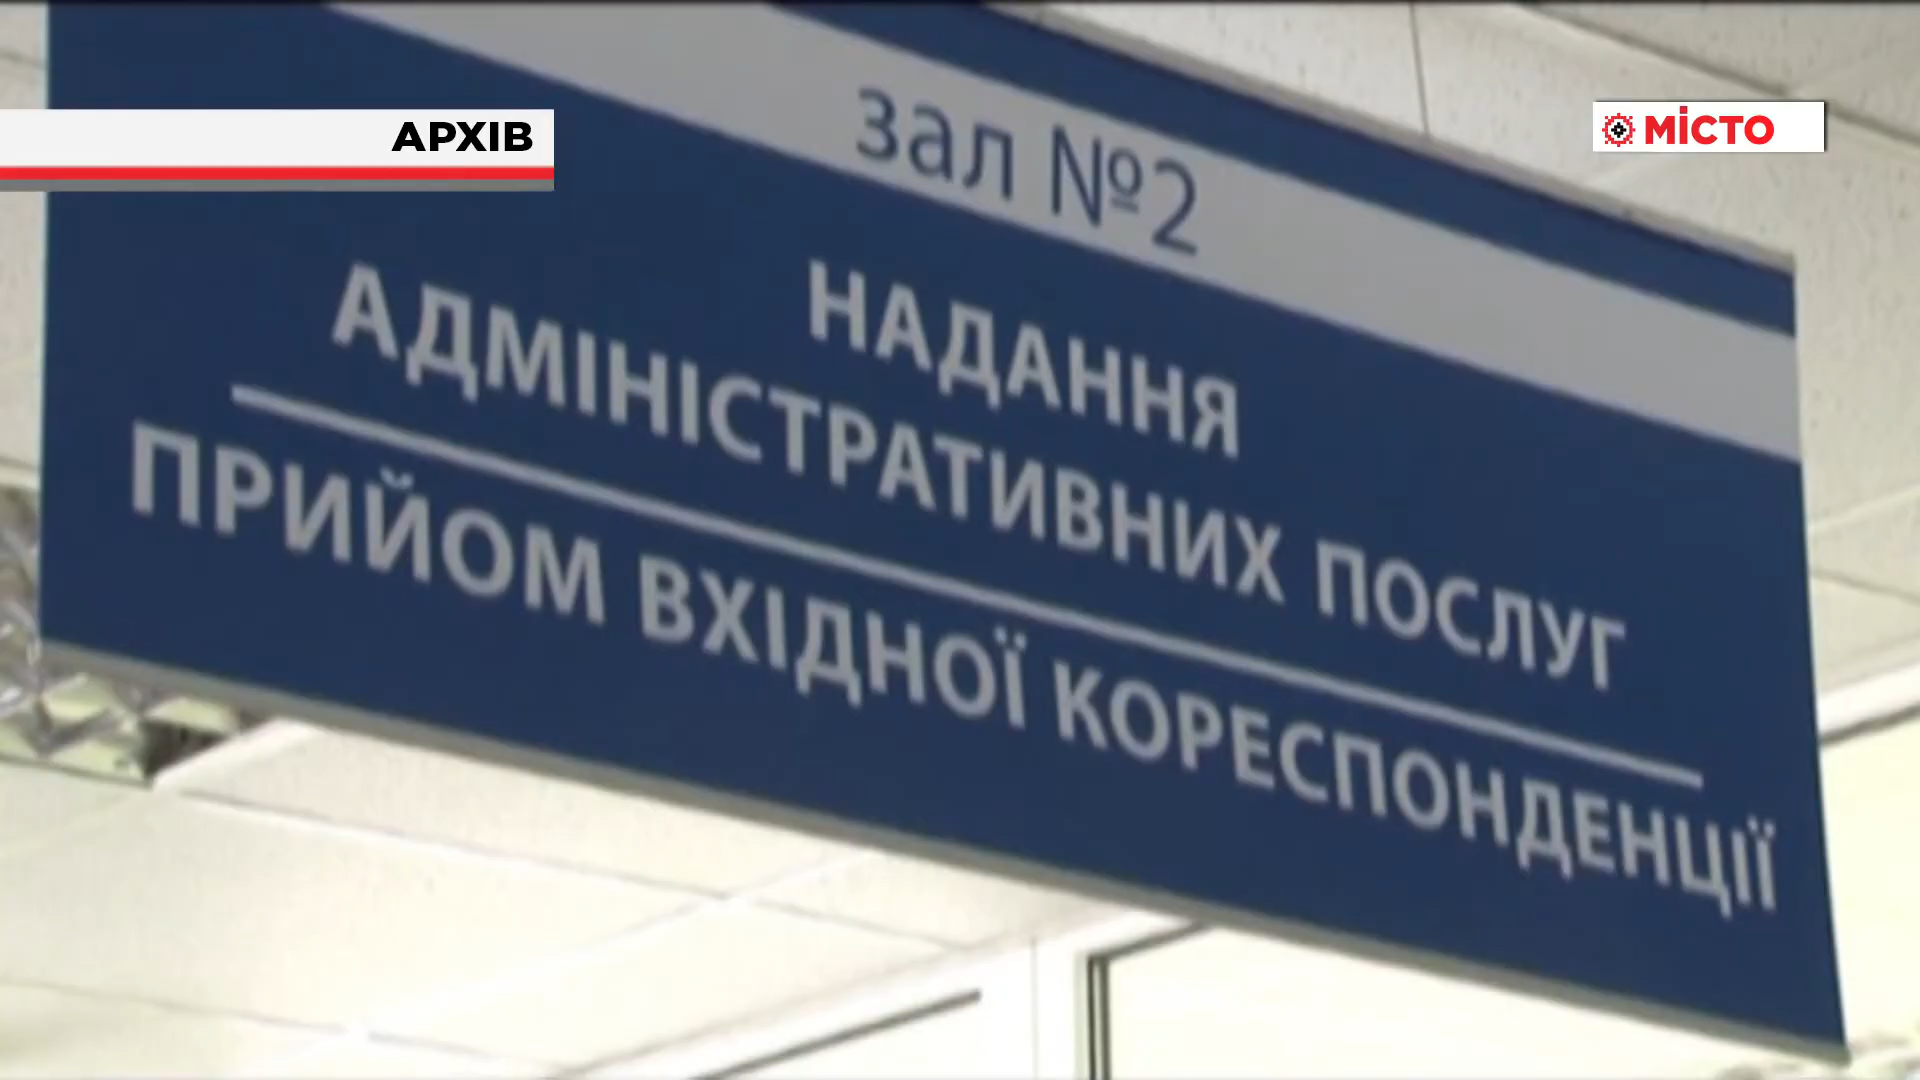 АРХІВ
МІСТО
зал №2
НАДАННЯ
АДМІНІСТРАТИВНИХ ПОСЛУГ
ПРИЙОМ ВХІДНОЇ КОРЕСПОНДЕНЦІЇ